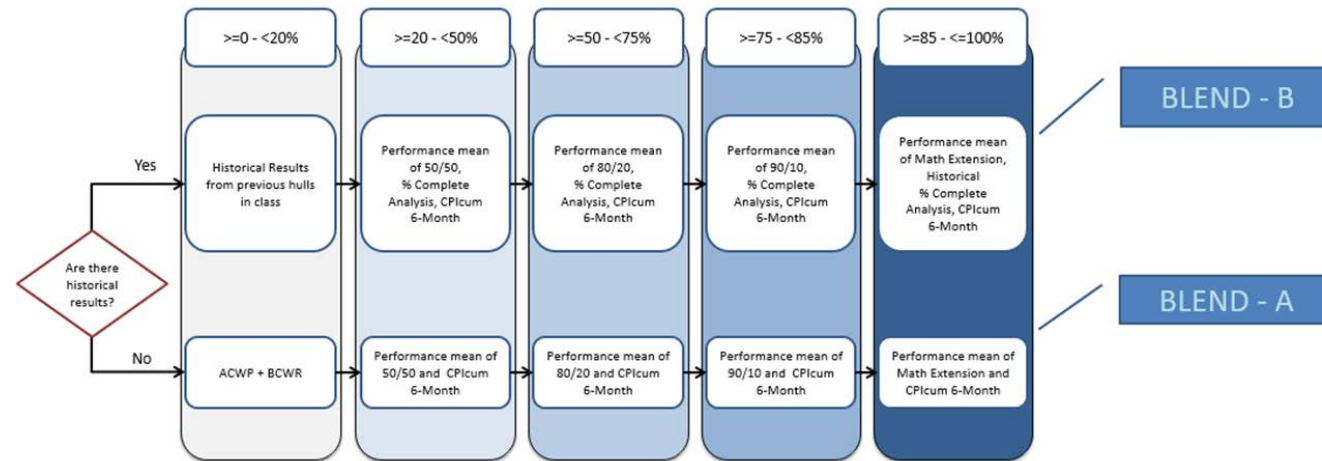 >=0 - <20%
>=20 - <50%
>=50 - <75%
>=75 - <85%
>=85 - <=100%
BLEND - B
Yes
Historical Results
from previous hulls
in class
Performance mean
of 50/50,
% Complete
Analysis, CPIcum
6-Month
Performance mean
of 80/20,
% Complete
Analysis, CPIcum
6-Month
Performance mean
of 90/10,
% Complete
Analysis, CPIcum
6-Month
Performance mean
of Math Extension,
Historical
% Complete
Analysis, CPIcum
6-Month
Are there
historical
results?
BLEND - A
No
ACWP + BCWR
Performance mean of
50/50 and CPIcum
6-Month
Performance mean of
80/20 and CPIcum
6-Month
Performance mean of
90/10 and CPIcum
6-Month
Performance mean of
Math Extension and
CPIcum 6-Month